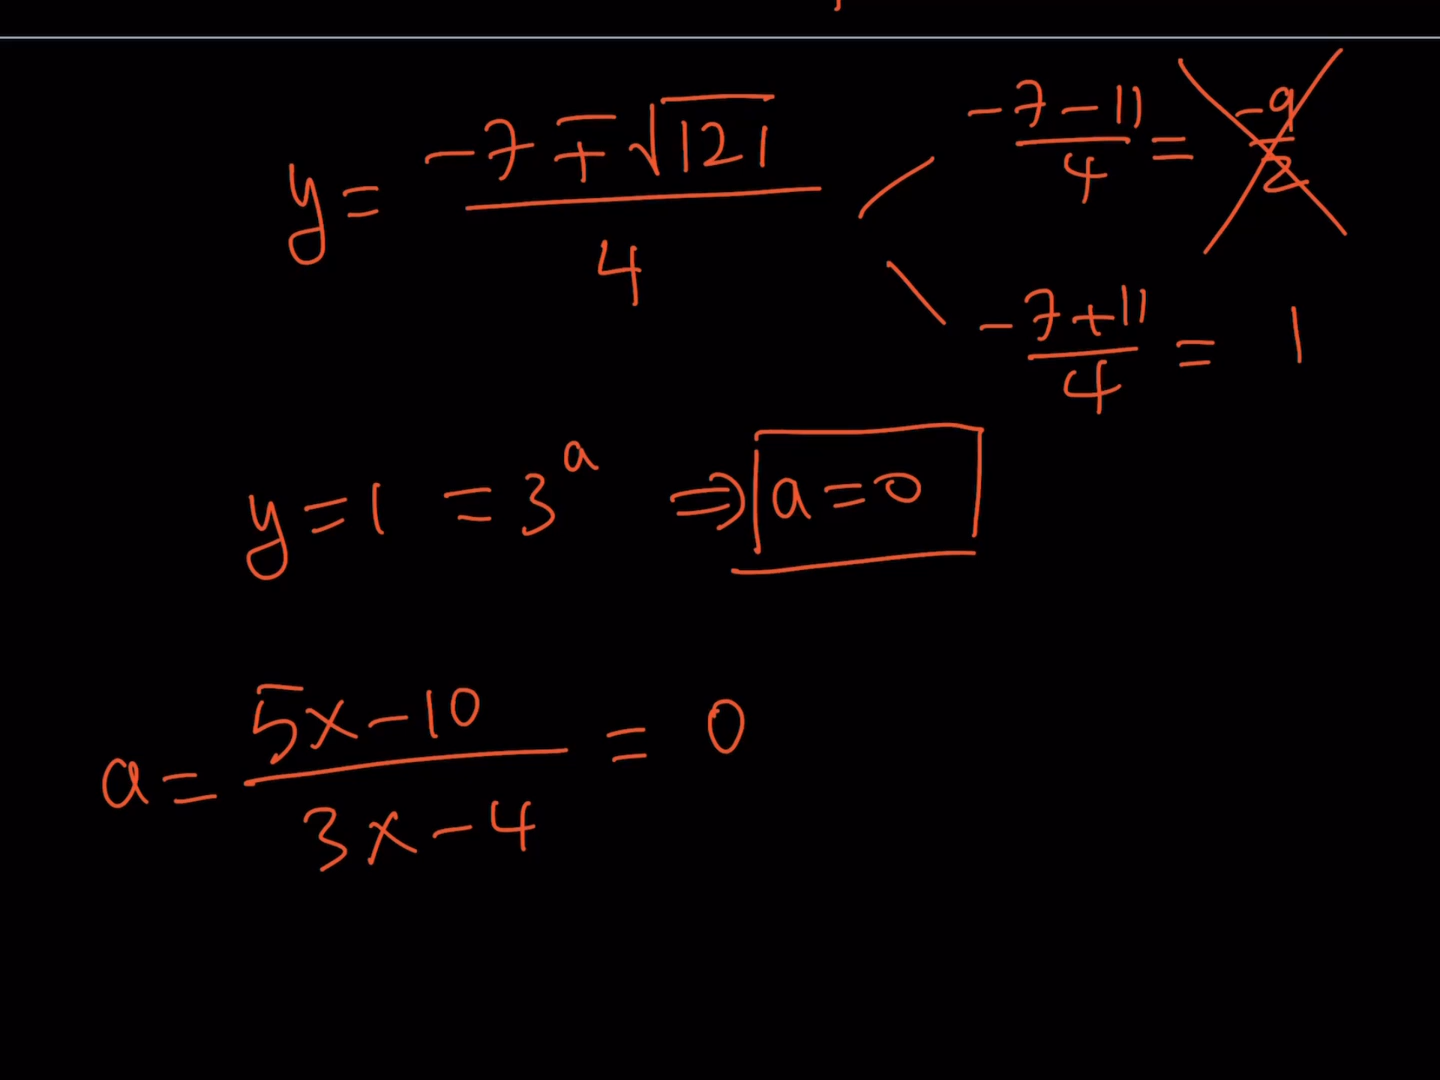 y = (-7 ∓ √121)/4
(-7-11)/4 = -9/2
(-7+11)/4 = 1
y = 1 = 3^a ⇒ a = 0
a = (5x-10)/(3x-4) = 0